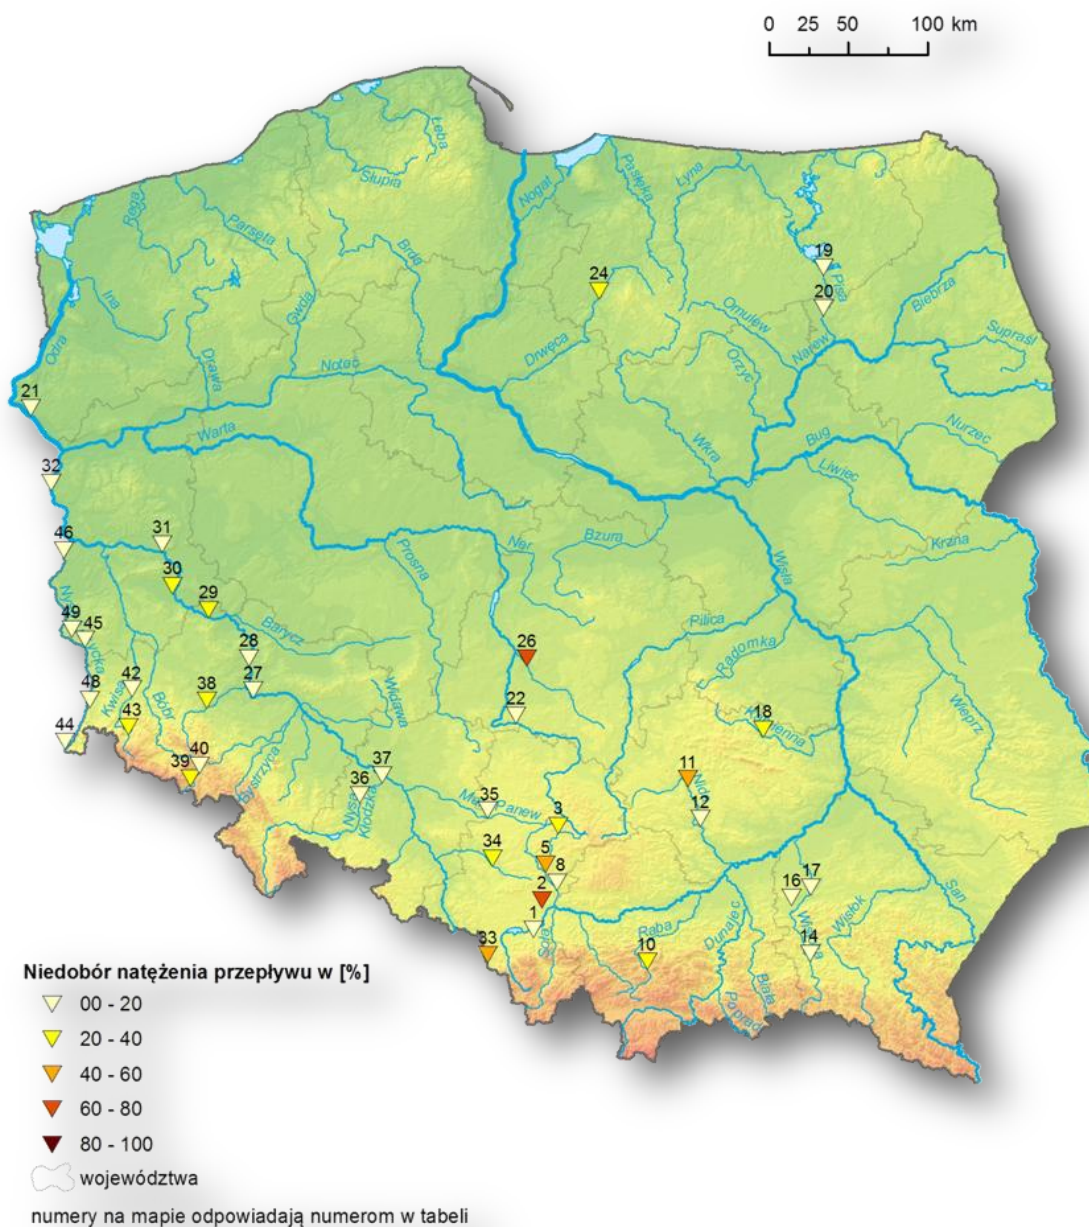 0 25 50 100 km
Łeba
Słupia
Nogat
Pasłęka
Łyna
Rega
Parsęta
Brda
19
24
Pisa
Ina
Gwda
20
Biebrza
Omulew
Supraśl
Odra
Drwęca
Narew
Drawa
Noteć
Orzyc
21
Warta
Wkra
Bug
Nurzec
32
Liwiec
31
46
Ner
Bzura
Krzna
Prosna
Wisła
30
29
49
45
Barycz
Pilica
28
26
Radomka
42
27
48
38
Kwisa
Bóbr
Widawa
22
Wieprz
43
18
44
Kamienna
40
39
37
11
Bystrzyca
36
Nida
35
Mała Panew
3
12
Nysa
Kłodzka
34
5
8
17
16
2
San
1
Wisłok
Raba
Dunajec
Soła
14
33
10
Biała
Poprad
Niedobór natężenia przepływu w [%]
00 - 20
20 - 40
40 - 60
60 - 80
80 - 100
województwa
numery na mapie odpowiadają numerom w tabeli